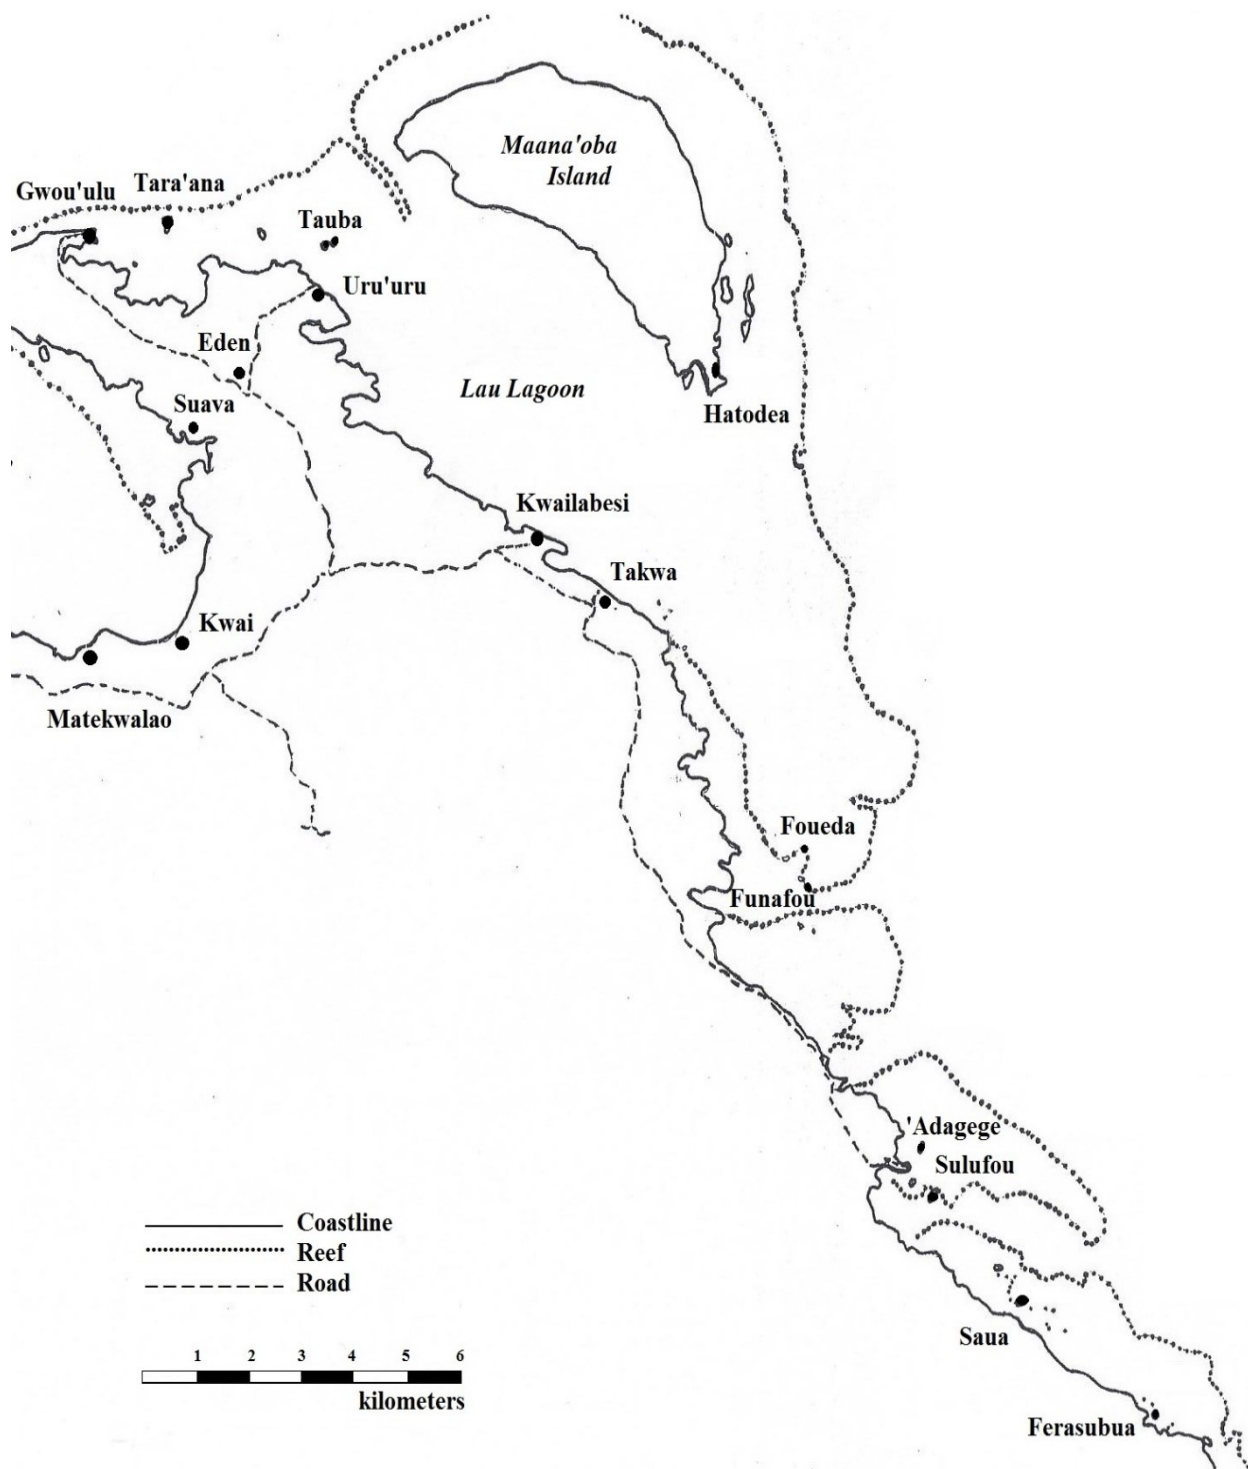 Maana'oba
Island
Gwou'ulu
Tara'ana
Tauba
Uru'uru
Eden
Lau Lagoon
Suava
Hatodea
Kwailabesi
Takwa
Kwai
Matekwalao
Foueda
Funafou
'Adagege
Sulufou
Coastline
Reef
Road
Saua
1 2 3 4 5 6
kilometers
Ferasubua